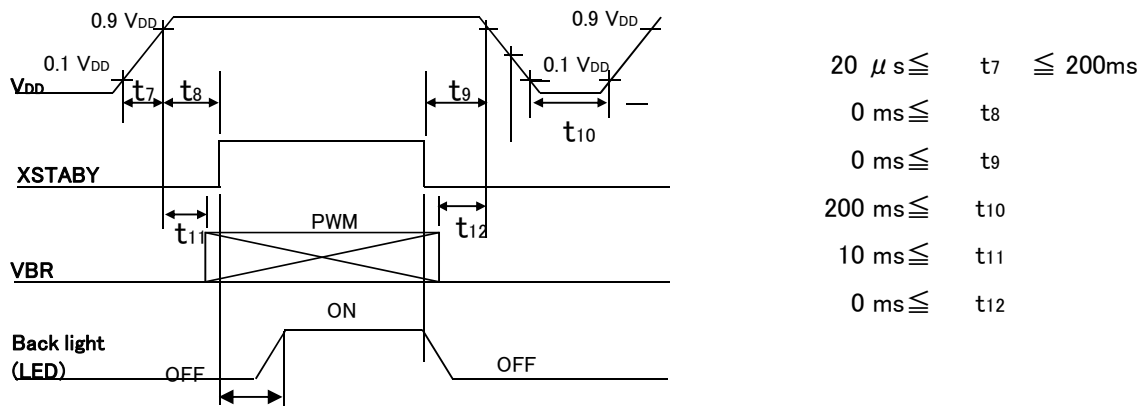 0.9 VDD 0.9 VDD
0.1 VDD 0.1 VDD
VDD
t7 t8 t9
t10
XSTABY
t11 PWM t12
VBR
ON
Back light
(LED) OFF OFF
20 μs≦ t7 ≦ 200ms
0 ms≦ t8
0 ms≦ t9
200 ms≦ t10
10 ms≦ t11
0 ms≦ t12